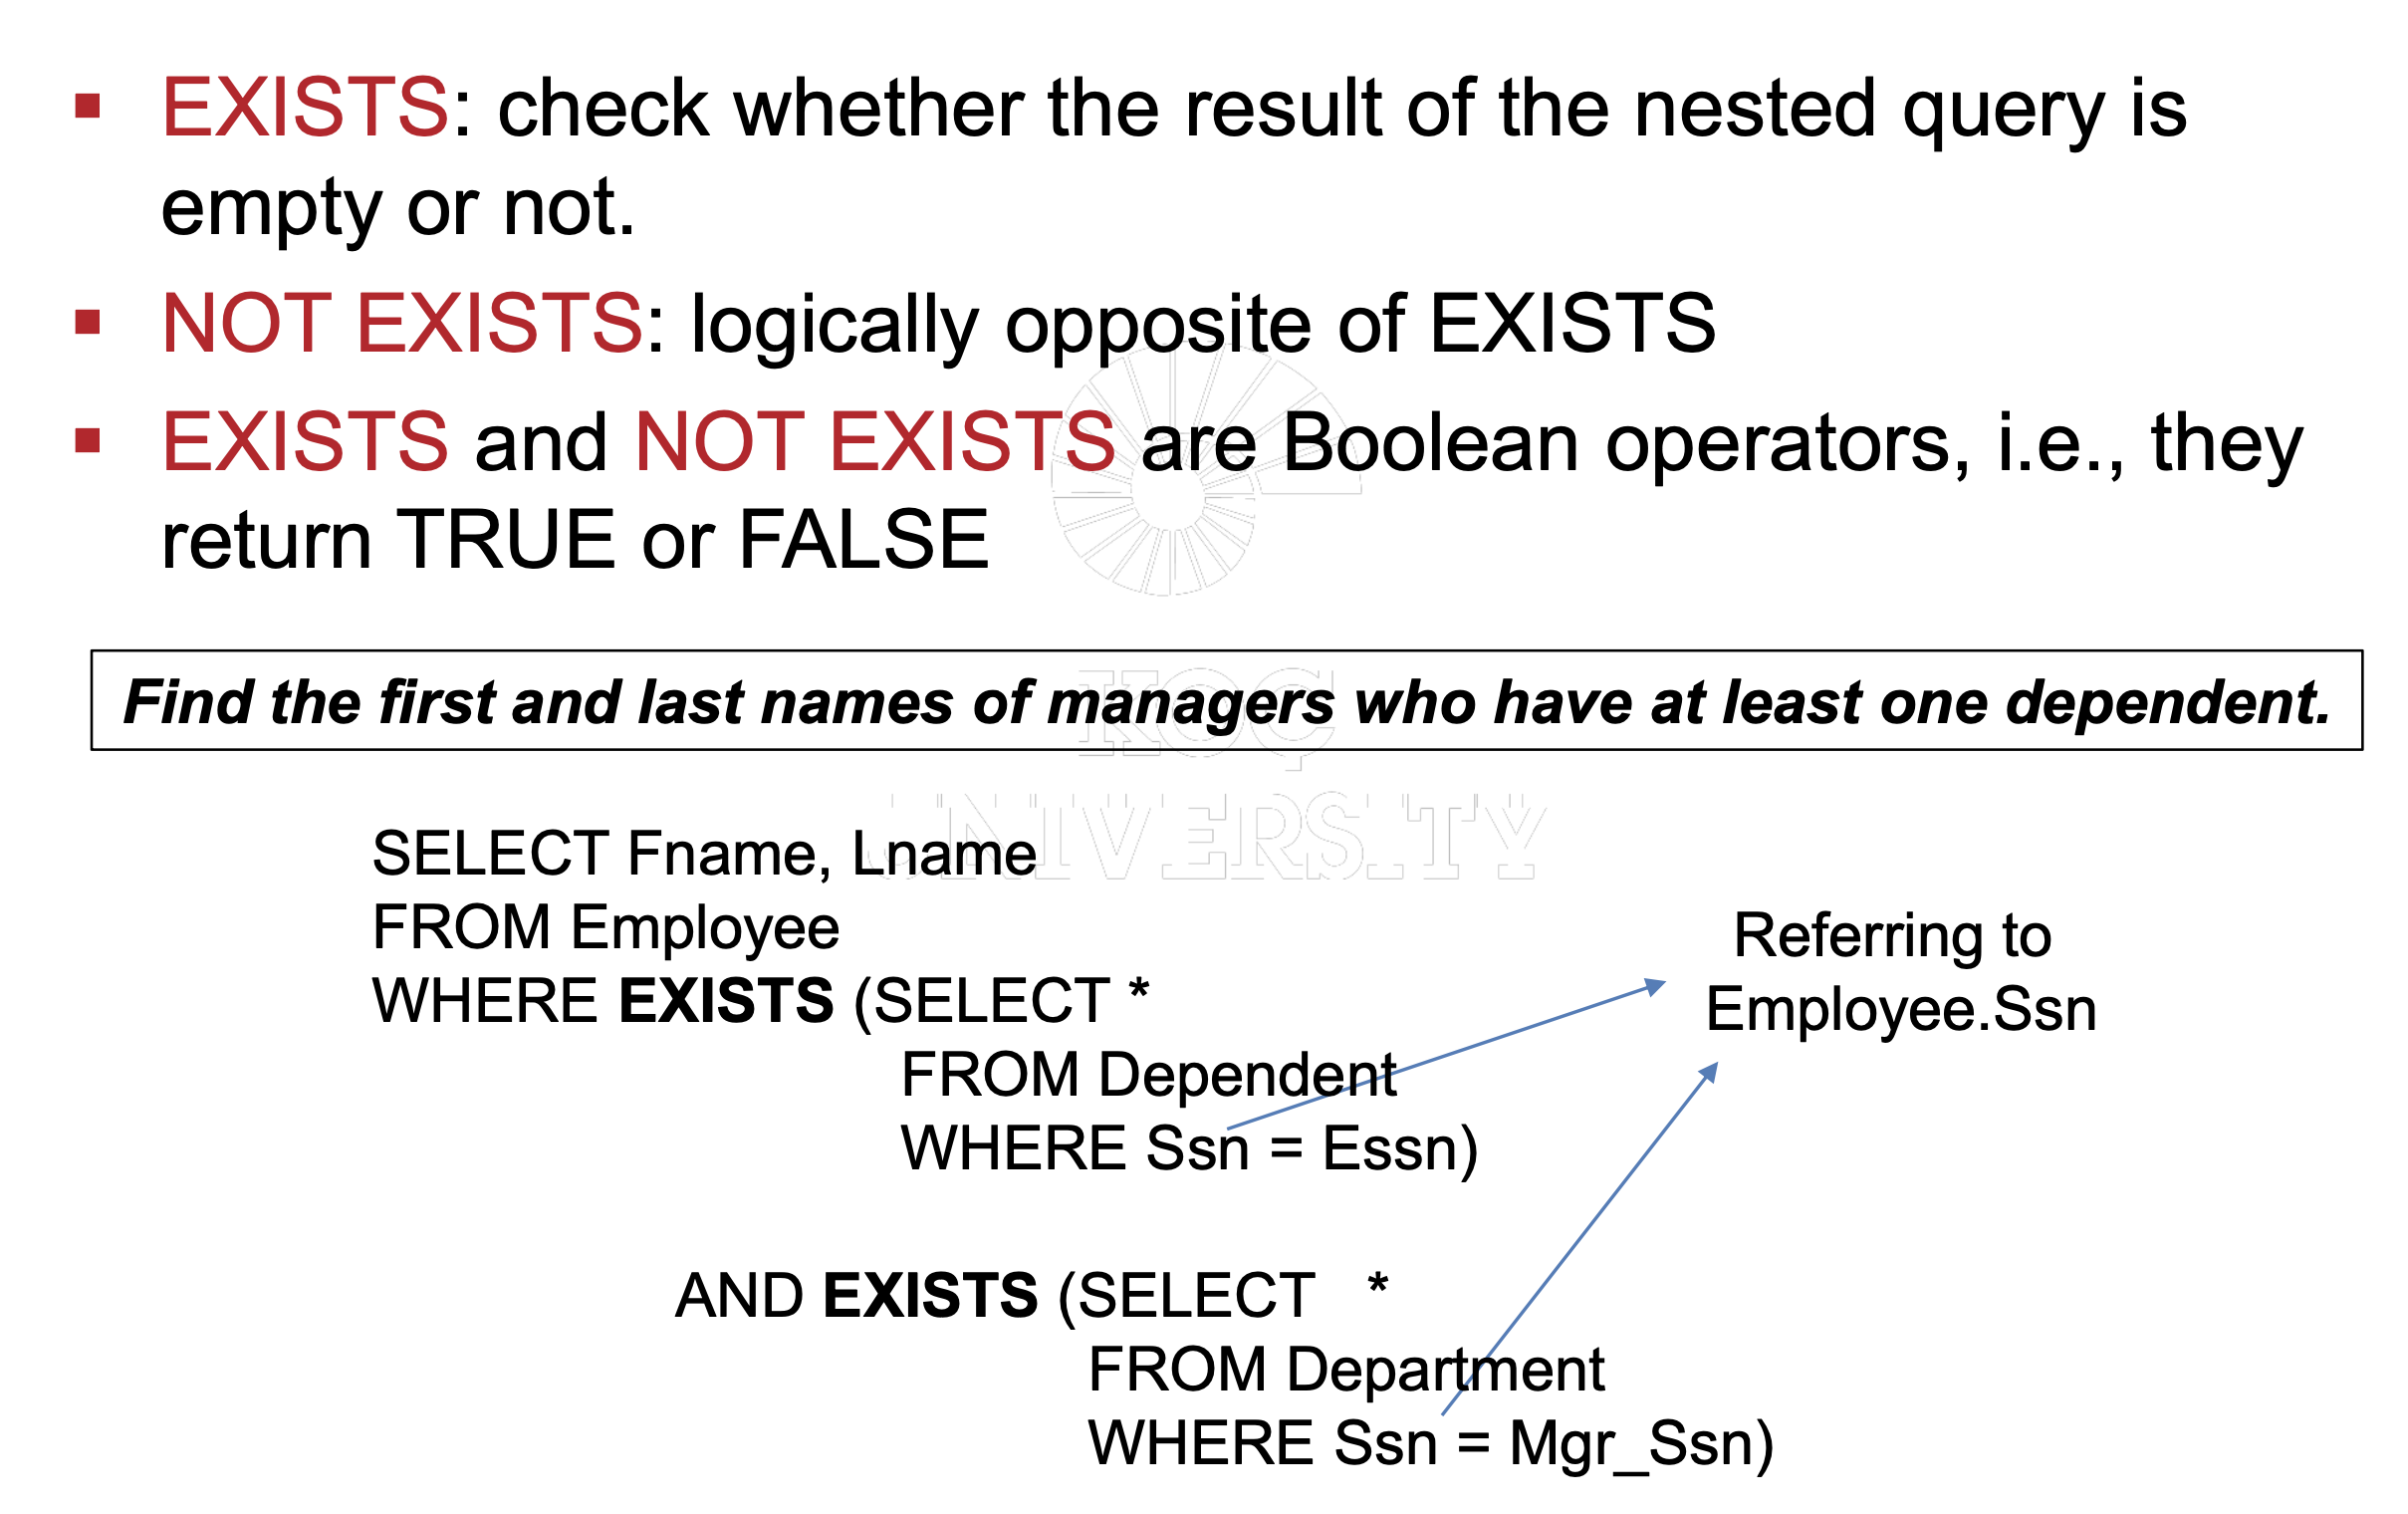 ▪ EXISTS: check whether the result of the nested query is
empty or not.
▪ NOT EXISTS: logically opposite of EXISTS
▪ EXISTS and NOT EXISTS are Boolean operators, i.e., they
return TRUE or FALSE
Find the first and last names of managers who have at least one dependent.
KOÇ
UNIVERSITY
SELECT Fname, Lname
FROM Employee
WHERE EXISTS (SELECT *
FROM Dependent
WHERE Ssn = Essn)
AND EXISTS (SELECT *
FROM Department
WHERE Ssn = Mgr_Ssn)
Referring to
Employee.Ssn